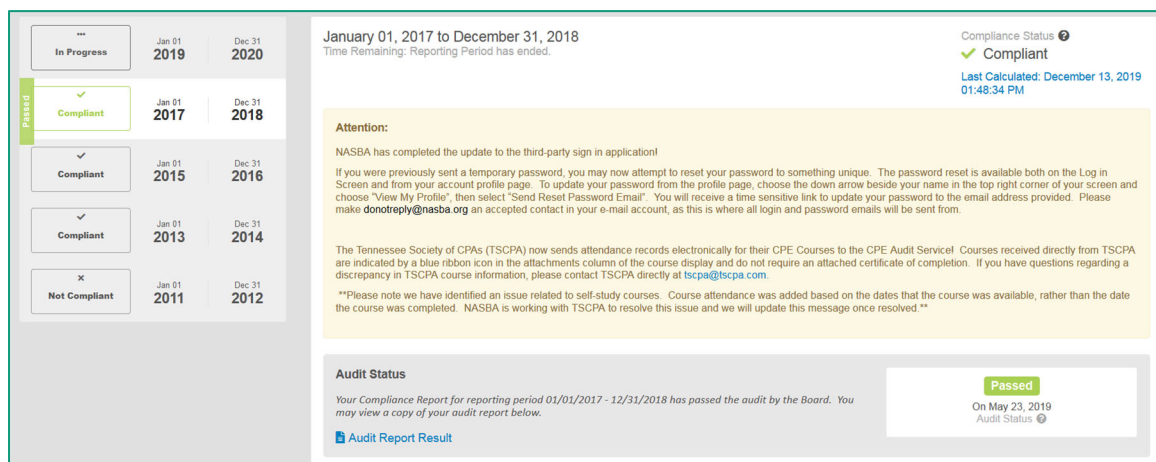 ...
In Progress
Jan 01
2019
Dec 31
2020
Passed
Compliant
Jan 01
2017
Dec 31
2018
Compliant
Jan 01
2015
Dec 31
2016
Compliant
Jan 01
2013
Dec 31
2014
Not Compliant
Jan 01
2011
Dec 31
2012
January 01, 2017 to December 31, 2018
Time Remaining: Reporting Period has ended.
Compliance Status ?
Compliant
Last Calculated: December 13, 2019
01:48:34 PM
Attention:
NASBA has completed the update to the third-party sign in application!
If you were previously sent a temporary password, you may now attempt to reset your password to something unique. The password reset is available both on the Log in
Screen and from your account profile page. To update your password from the profile page, choose the down arrow beside your name in the top right corner of your screen and
choose "View My Profile", then select "Send Reset Password Email". You will receive a time sensitive link to update your password to the email address provided. Please
make donotreply@nasba.org an accepted contact in your e-mail account, as this is where all login and password emails will be sent from.
The Tennessee Society of CPAs (TSCPA) now sends attendance records electronically for their CPE Courses to the CPE Audit Service! Courses received directly from TSCPA
are indicated by a blue ribbon icon in the attachments column of the course display and do not require an attached certificate of completion. If you have questions regarding a
discrepancy in TSCPA course information, please contact TSCPA directly at tscpa@tscpa.com.
**Please note we have identified an issue related to self-study courses. Course attendance was added based on the dates that the course was available, rather than the date
the course was completed. NASBA is working with TSCPA to resolve this issue and we will update this message once resolved.**
Audit Status
Your Compliance Report for reporting period 01/01/2017 - 12/31/2018 has passed the audit by the Board. You
may view a copy of your audit report below.
Audit Report Result
Passed
On May 23, 2019
Audit Status ?